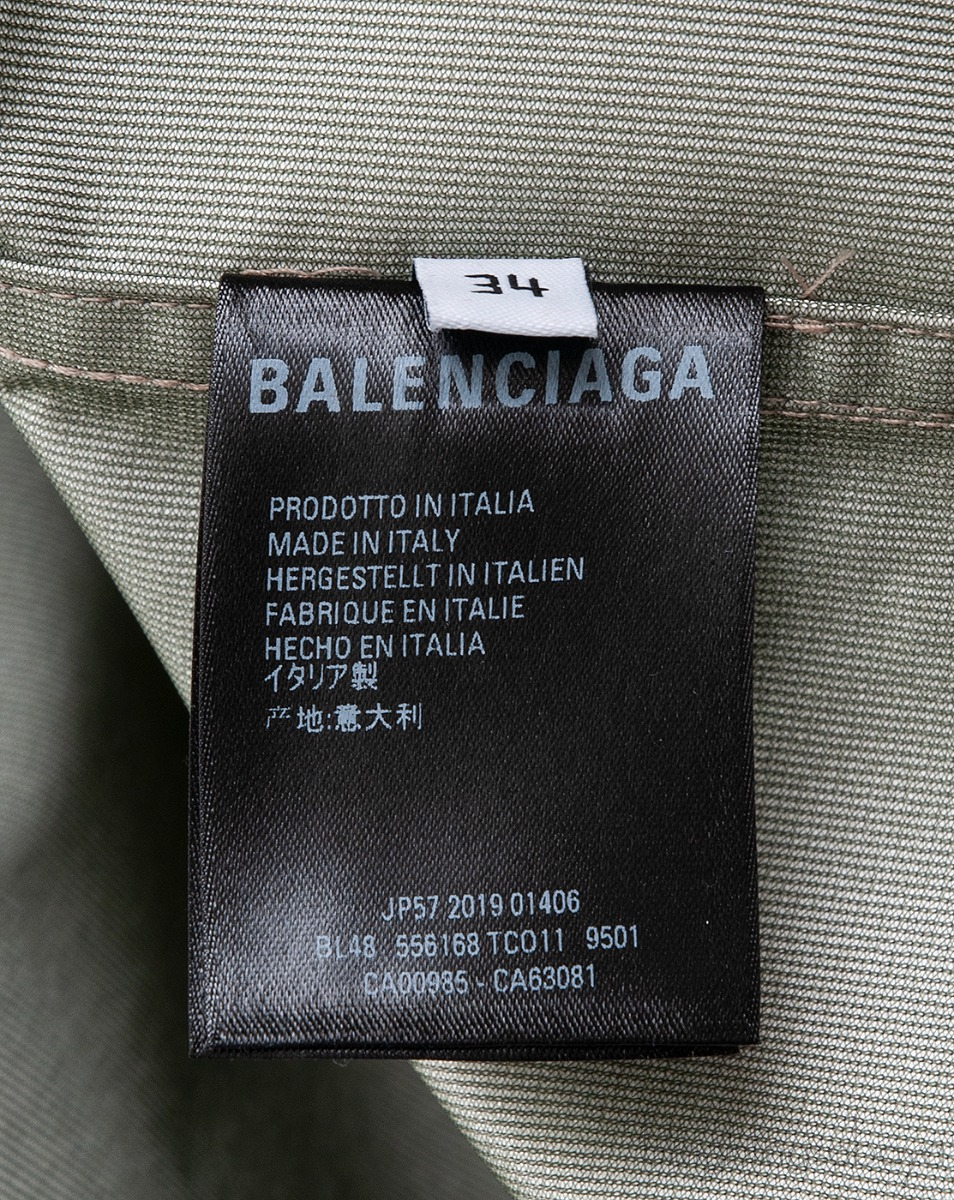 34
BALENCIAGA
PRODOTTO IN ITALIA
MADE IN ITALY
HERGESTELLT IN ITALIEN
FABRIQUE EN ITALIE
HECHO EN ITALIA
イタリア製
产地:意大利
JP57 2019 01406
BL48 556168 TCO11 9501
CA00985 - CA63081